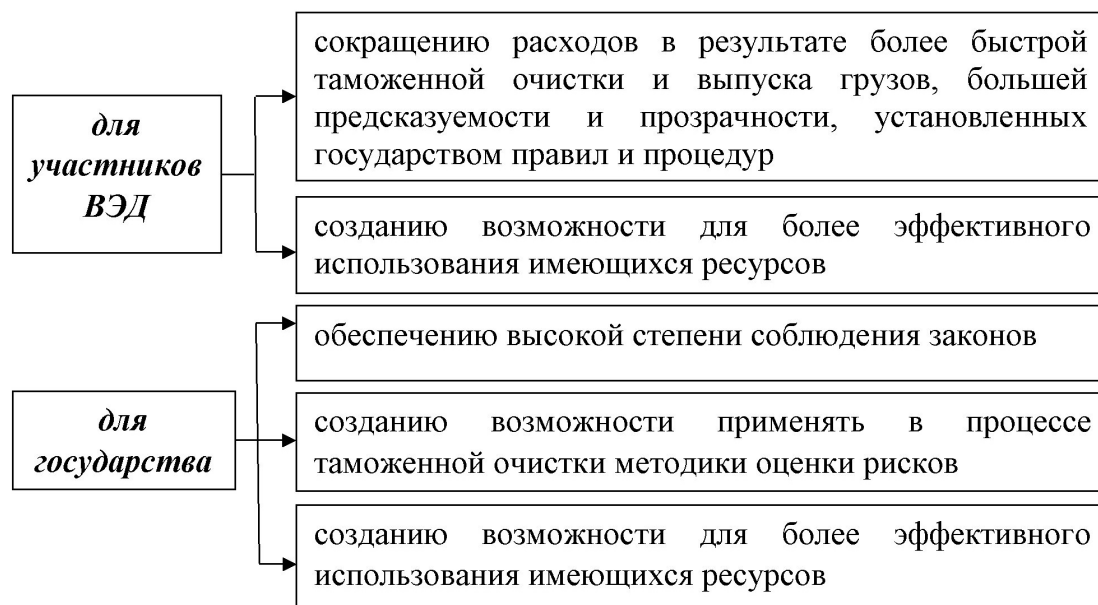 для
участников
ВЭД
сокращению расходов в результате более быстрой
таможенной очистки и выпуска грузов, большей
предсказуемости и прозрачности, установленных
государством правил и процедур
созданию возможности для более эффективного
использования имеющихся ресурсов
для
государства
обеспечению высокой степени соблюдения законов
созданию возможности применять в процессе
таможенной очистки методики оценки рисков
созданию возможности для более эффективного
использования имеющихся ресурсов